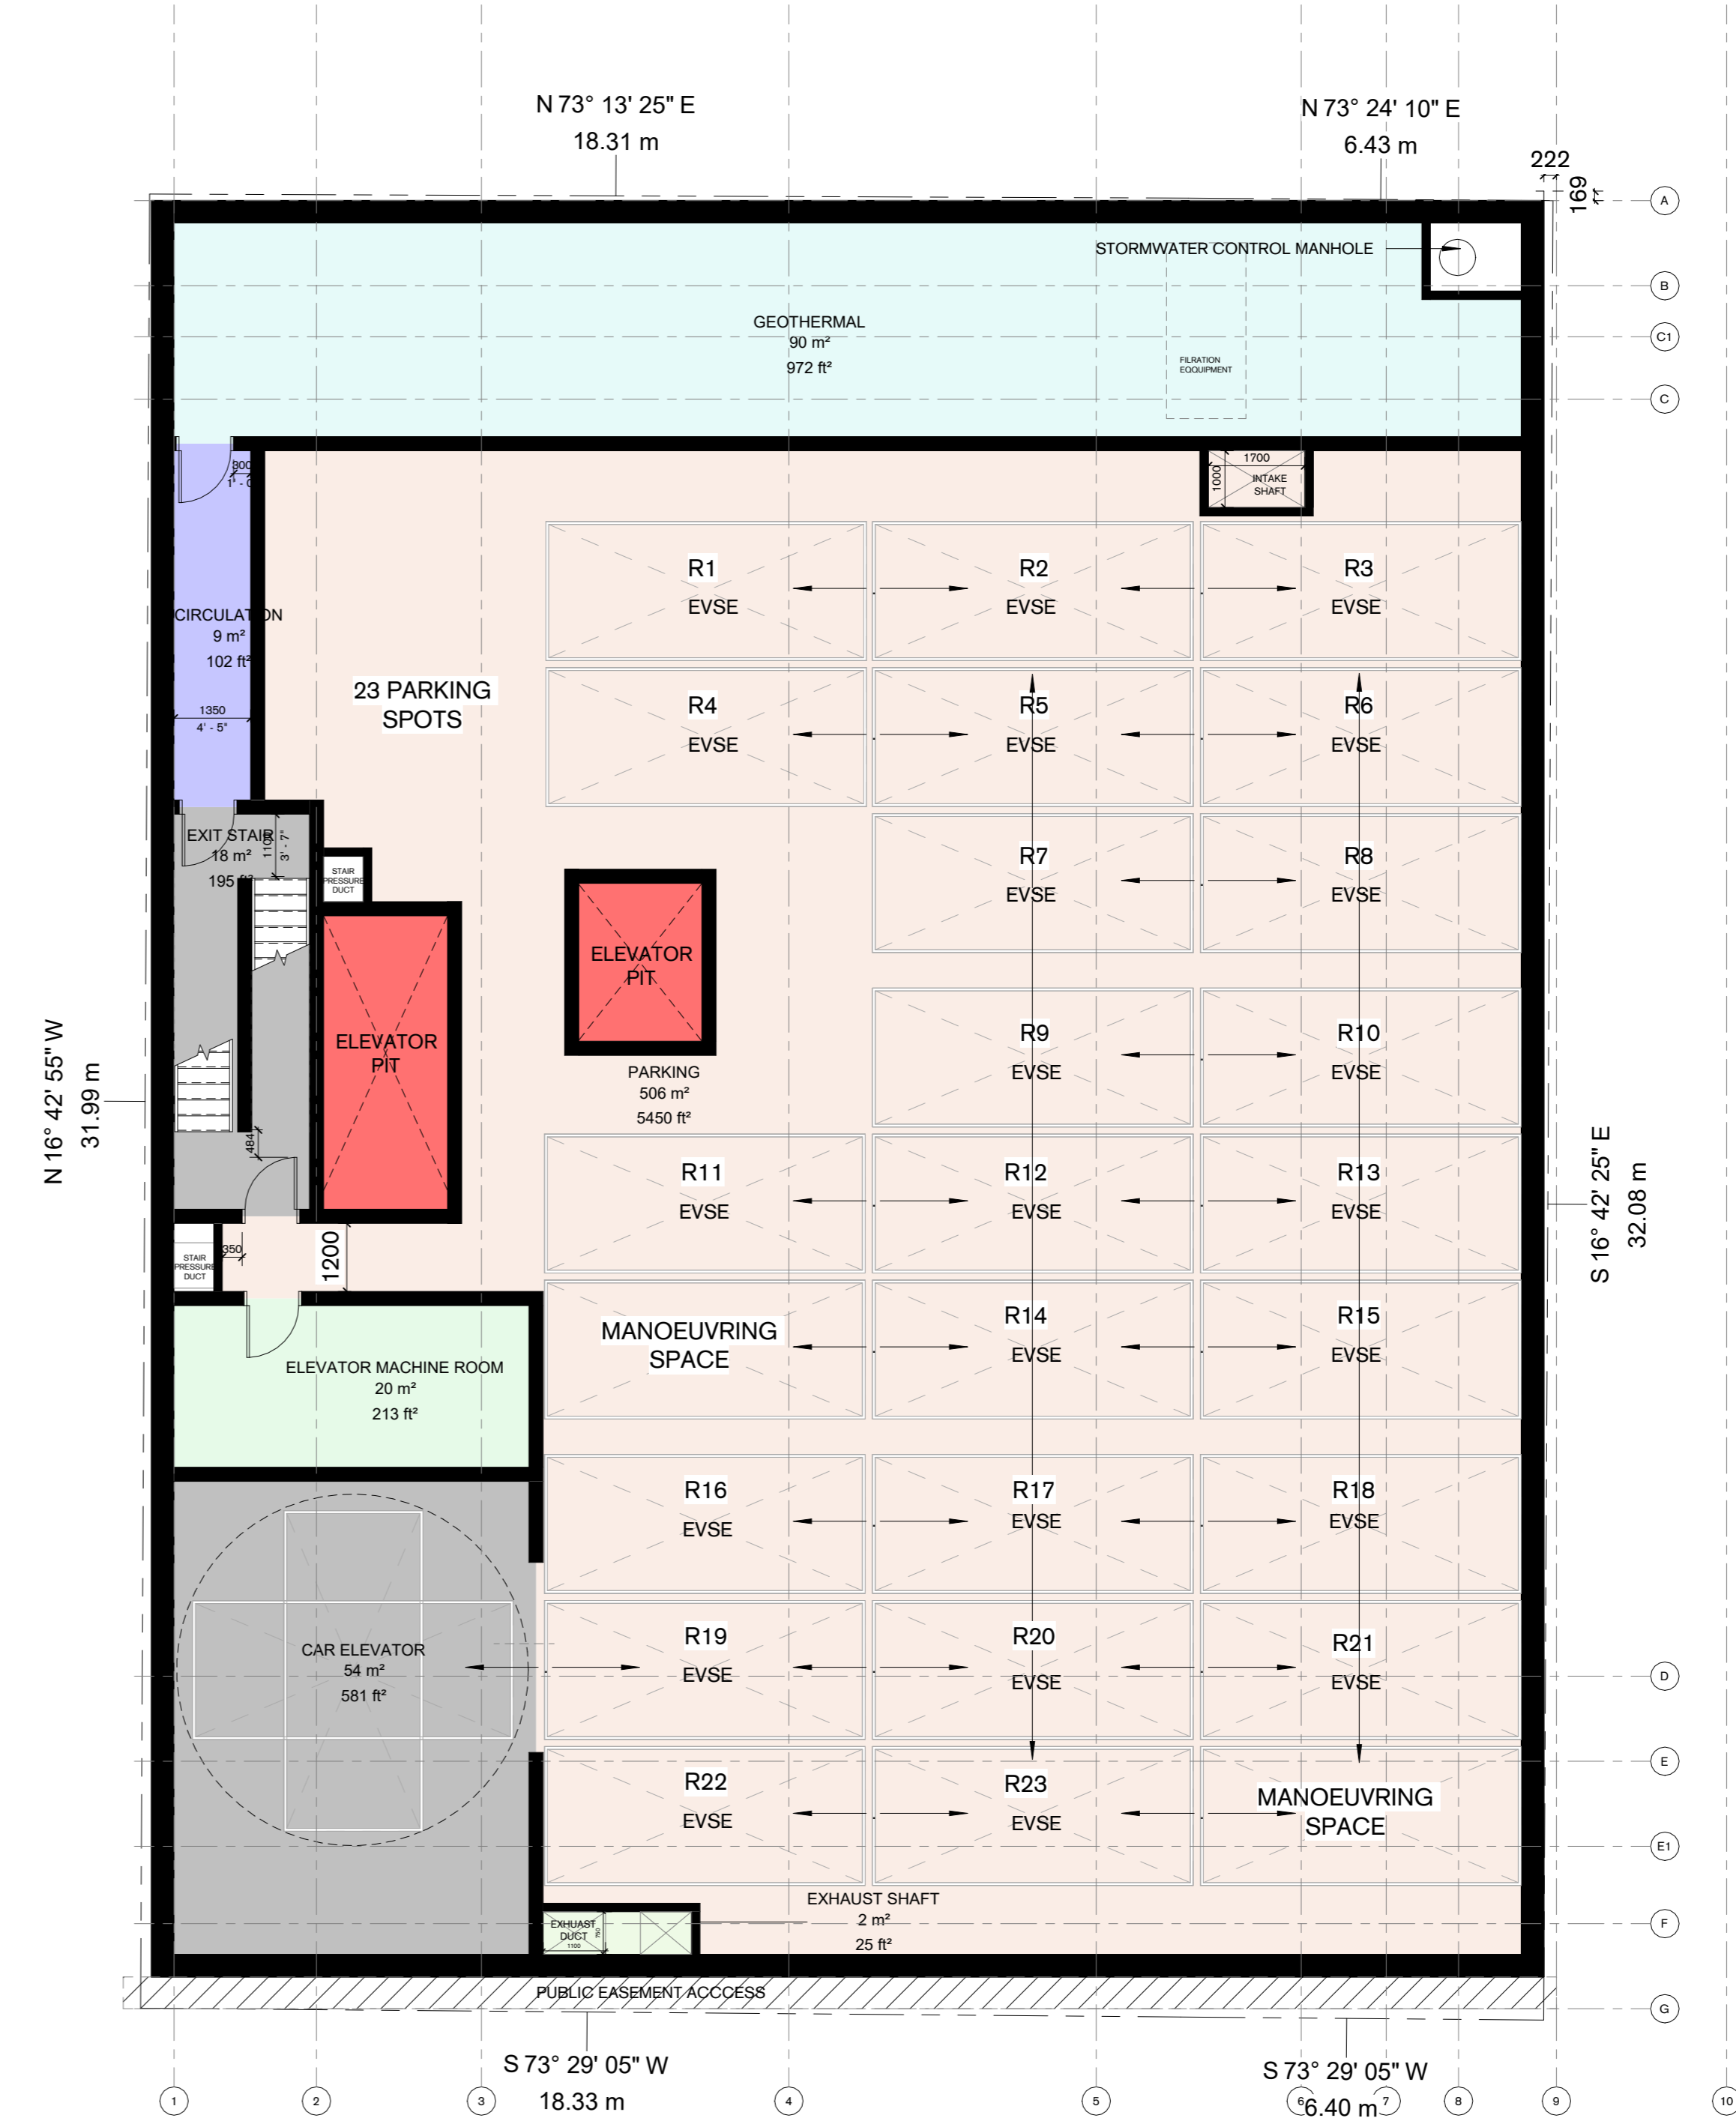 N 73° 13' 25" E
18.31 m
N 73° 24' 10" E
6.43 m
222
169
A
STORMWATER CONTROL MANHOLE
B
GEOTHERMAL
90 m²
972 ft²
C1
FILRATION
EQQUIPMENT
C
300
1700
1000
INTAKE
SHAFT
R1
EVSE
R2
EVSE
R3
EVSE
CIRCULATION
9 m²
102 ft²
23 PARKING
SPOTS
1350
4' - 5"
R4
EVSE
R5
EVSE
R6
EVSE
EXIT STAIR
18 m²
195 ft²
1100
3' - 7"
STAIR
PRESSURE
DUCT
R7
EVSE
R8
EVSE
ELEVATOR
PIT
ELEVATOR
PIT
PARKING
506 m²
5450 ft²
R9
EVSE
R10
EVSE
N 16° 42' 55" W
31.99 m
484
R11
EVSE
R12
EVSE
R13
EVSE
S 16° 42' 25" E
32.08 m
STAIR
PRESSURE
DUCT
350
1200
MANOEUVRING
SPACE
R14
EVSE
R15
EVSE
ELEVATOR MACHINE ROOM
20 m²
213 ft²
R16
EVSE
R17
EVSE
R18
EVSE
CAR ELEVATOR
54 m²
581 ft²
R19
EVSE
R20
EVSE
R21
EVSE
D
E
R22
EVSE
R23
EVSE
MANOEUVRING
SPACE
E1
EXHAUST SHAFT
2 m²
25 ft²
EXHUAST
DUCT
1100
750
F
PUBLIC EASEMENT ACCCESS
G
S 73° 29' 05" W
18.33 m
S 73° 29' 05" W
6.40 m
1
2
3
4
5
6
7
8
9
10